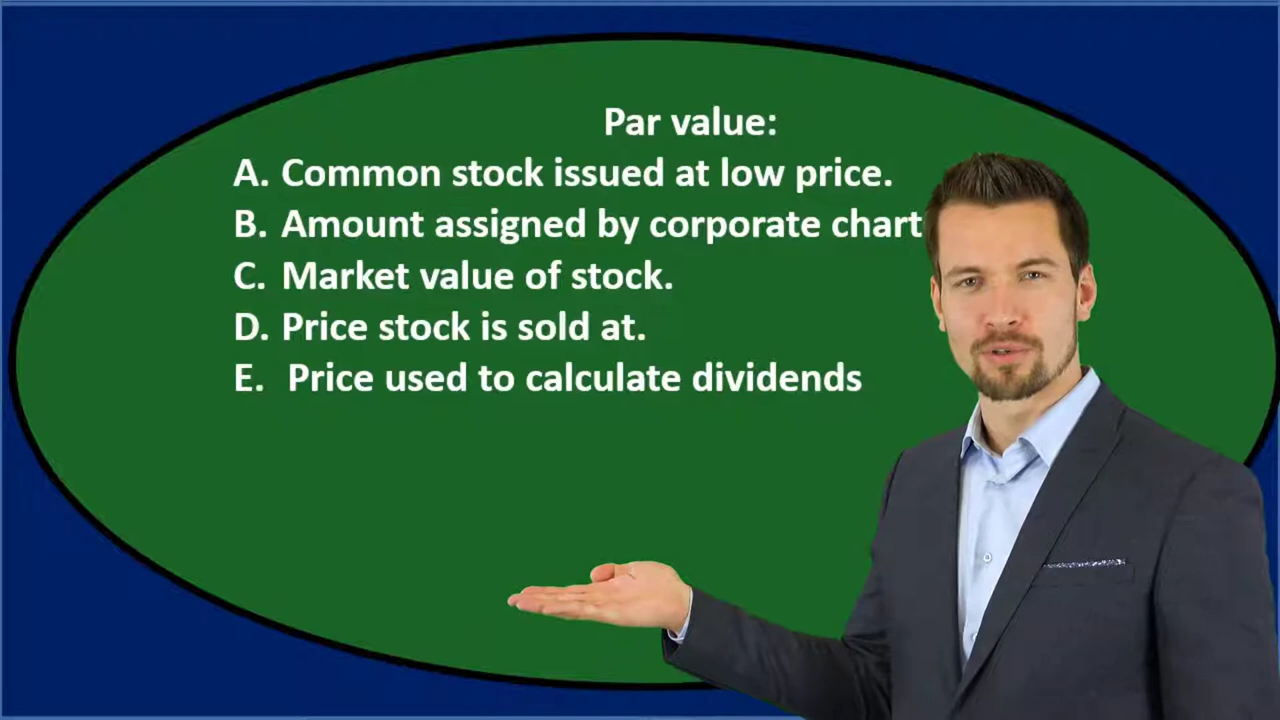 Par value:
A. Common stock issued at low price.
B. Amount assigned by corporate chart
C. Market value of stock.
D. Price stock is sold at.
E. Price used to calculate dividends